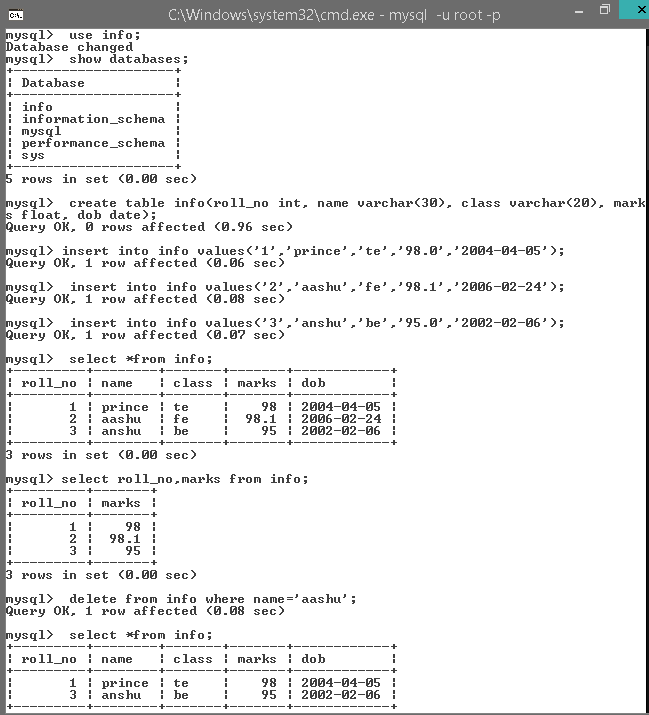 C:\Windows\system32\cmd.exe - mysql -u root -p
mysql>  use info;
Database changed
mysql>  show databases;
+--------------------+
| Database           |
+--------------------+
| info               |
| information_schema |
| mysql              |
| performance_schema |
| sys                |
+--------------------+
5 rows in set (0.00 sec)
mysql>  create table info(roll_no int, name varchar(30), class varchar(20), mark
s float, dob date);
Query OK, 0 rows affected (0.96 sec)
mysql> insert into info values('1','prince','te','98.0','2004-04-05');
Query OK, 1 row affected (0.06 sec)
mysql>  insert into info values('2','aashu','fe','98.1','2006-02-24');
Query OK, 1 row affected (0.08 sec)
mysql>  insert into info values('3','anshu','be','95.0','2002-02-06');
Query OK, 1 row affected (0.07 sec)
mysql>  select *from info;
+---------+--------+-------+-------+------------+
| roll_no | name   | class | marks | dob        |
+---------+--------+-------+-------+------------+
|       1 | prince | te    |    98 | 2004-04-05 |
|       2 | aashu  | fe    |  98.1 | 2006-02-24 |
|       3 | anshu  | be    |    95 | 2002-02-06 |
+---------+--------+-------+-------+------------+
3 rows in set (0.00 sec)
mysql> select roll_no,marks from info;
+---------+-------+
| roll_no | marks |
+---------+-------+
|       1 |    98 |
|       2 |  98.1 |
|       3 |    95 |
+---------+-------+
3 rows in set (0.00 sec)
mysql>  delete from info where name='aashu';
Query OK, 1 row affected (0.08 sec)
mysql>  select *from info;
+---------+--------+-------+-------+------------+
| roll_no | name   | class | marks | dob        |
+---------+--------+-------+-------+------------+
|       1 | prince | te    |    98 | 2004-04-05 |
|       3 | anshu  | be    |    95 | 2002-02-06 |
+---------+--------+-------+-------+------------+